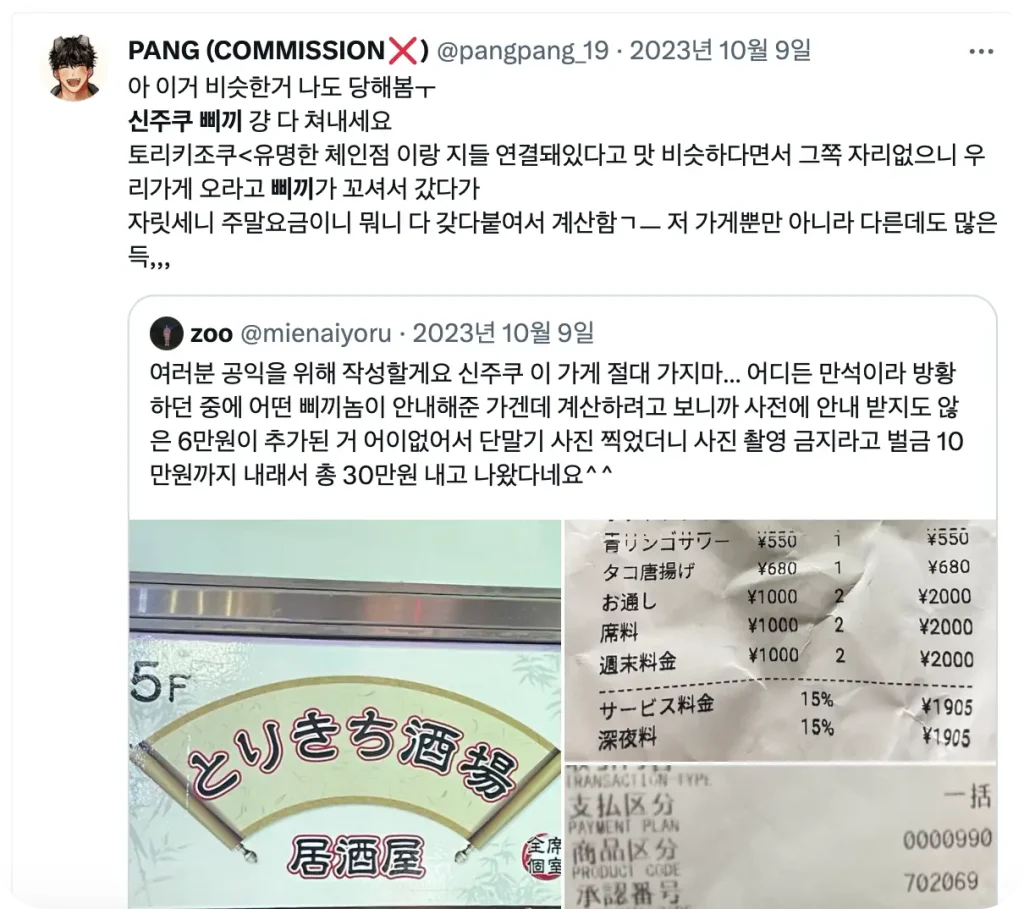 PANG (COMMISSION❌) @pangpang_19 · 2023년 10월 9일
아 이거 비슷한거 나도 당해봄ㅜ
신주쿠 삐끼 걍 다 쳐내세요
토리키조쿠<유명한 체인점 이랑 지들 연결돼있다고 맛 비슷하다면서 그쪽 자리없으니 우
리가게 오라고 삐끼가 꼬셔서 갔다가
자릿세니 주말요금이니 뭐니 다 갖다붙여서 계산함ㄱㅡ 저 가게뿐만 아니라 다른데도 많은
득,,,
zoo @mienaiyoru · 2023년 10월 9일
여러분 공익을 위해 작성할게요 신주쿠 이 가게 절대 가지마... 어디든 만석이라 방황
하던 중에 어떤 삐끼놈이 안내해준 가겐데 계산하려고 보니까 사전에 안내 받지도 않
은 6만원이 추가된 거 어이없어서 단말기 사진 찍었더니 사진 촬영 금지라고 벌금 10
만원까지 내래서 총 30만원 내고 나왔다네요^^
5F
とりきち酒場
居酒屋
全席
個室
青リンゴサワー ¥550 1 ¥550
タコ唐揚げ ¥680 1 ¥680
お通し ¥1000 2 ¥2000
席料 ¥1000 2 ¥2000
週末料金 ¥1000 2 ¥2000
サービス料金 15% ¥1905
深夜料 15% ¥1905
TRANSACTION TYPE
支払区分 一括
PAYMENT PLAN
商品区分 0000990
PRODUCT CODE
承認番号 702069